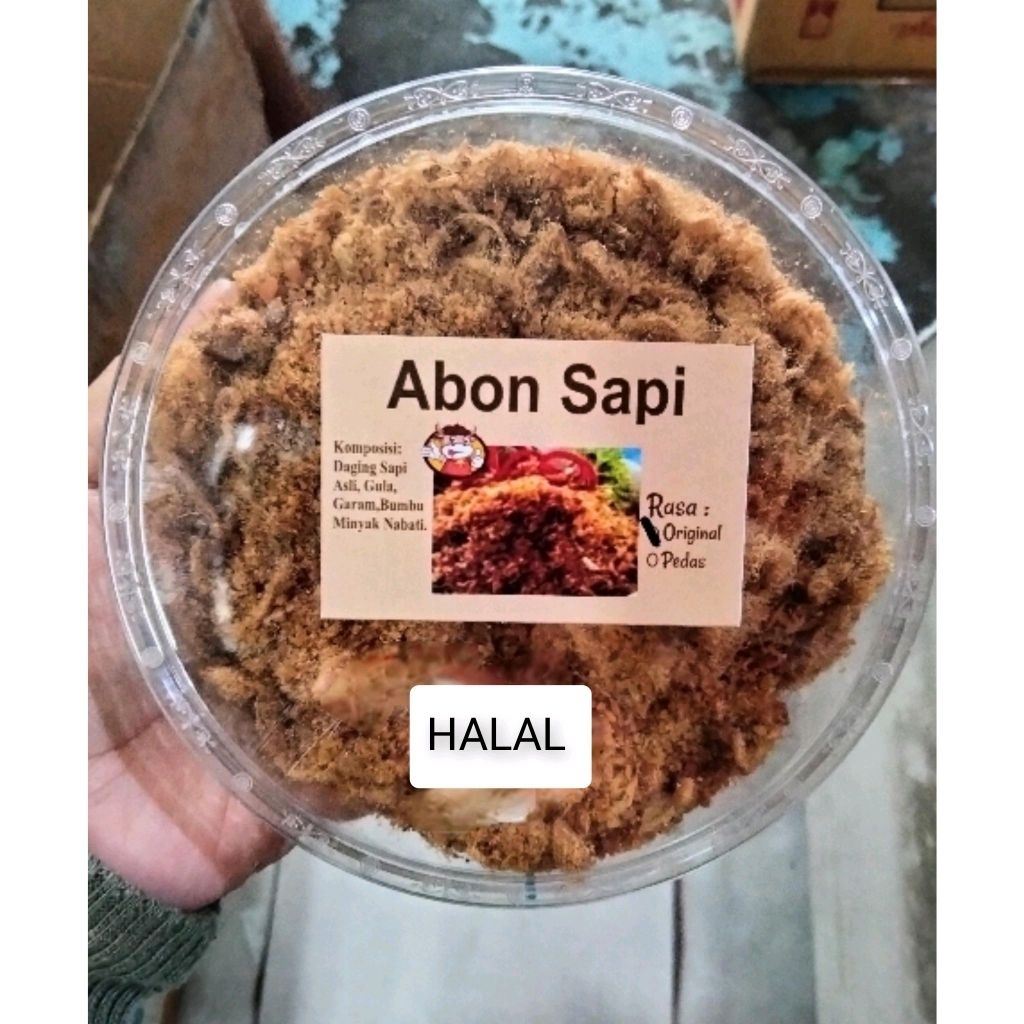 Abon Sapi
Komposisi:
Daging Sapi
Asli, Gula,
Garam,Bumbu
Minyak Nabati.
Rasa :
Original
Pedas
HALAL